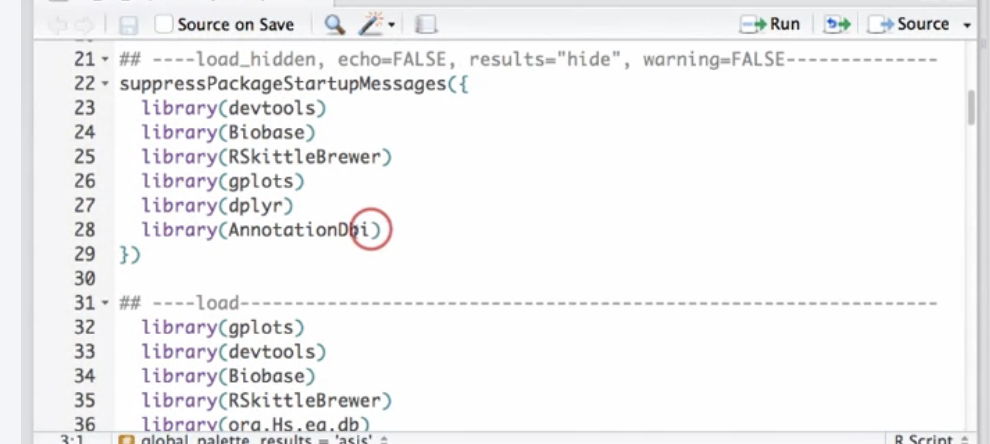 Source on Save Run Source
21 ## ----load_hidden, echo=FALSE, results="hide", warning=FALSE--------------
22 suppressPackageStartupMessages({
23 library(devtools)
24 library(Biobase)
25 library(RSkittleBrewer)
26 library(gplots)
27 library(dplyr)
28 library(AnnotationDbi)
29 })
30
31 ## ----load----------------------------------------------------------------
32 library(gplots)
33 library(devtools)
34 library(Biobase)
35 library(RSkittleBrewer)
36 library(org.Hs.eg.db)
3:1 global_palette, results = 'asis' R Script